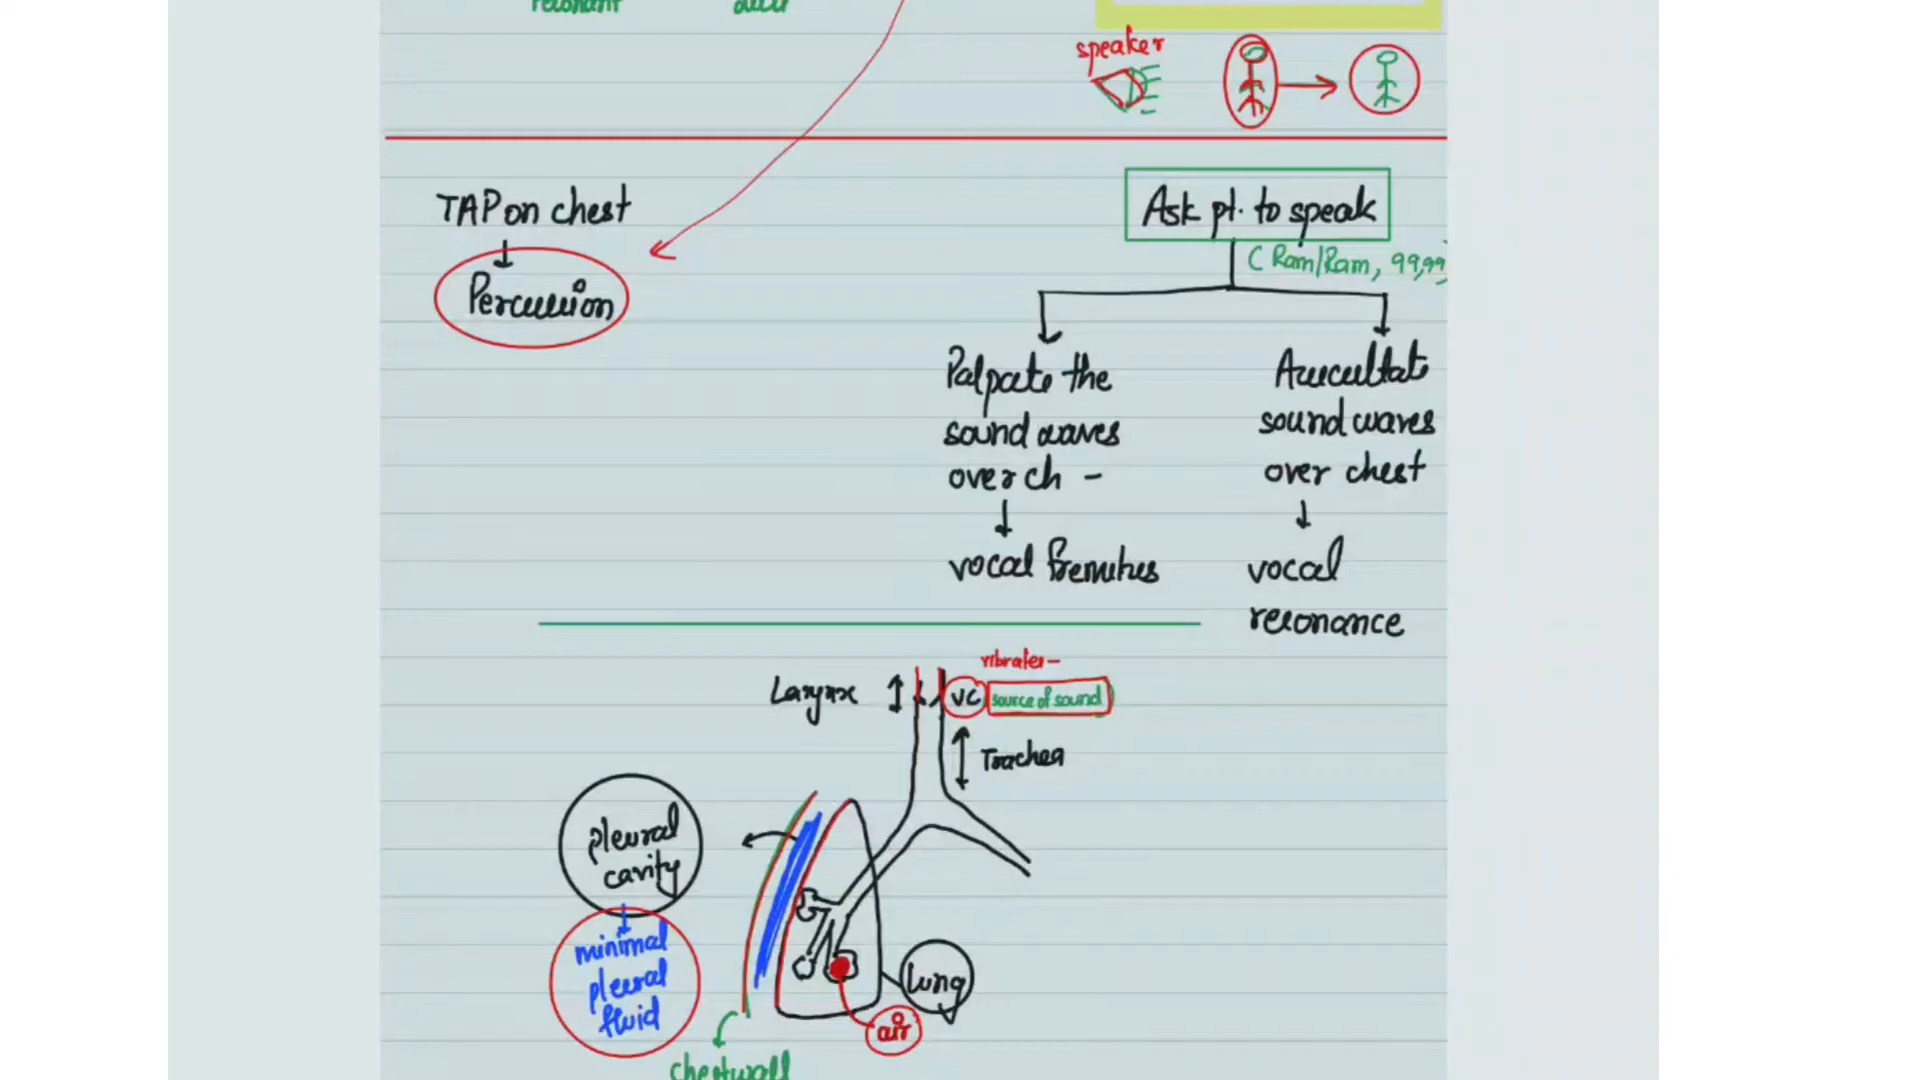 resonant
dull
speaker
TAP on chest
Percussion
Ask pt. to speak
( Ram/Ram, 99,99)
Palpate the
sound waves
over ch -
vocal fremitus
Auscultate
sound waves
over chest
vocal
resonance
vibrates -
Larynx
VC
source of sound
Trachea
pleural
cavity
minimal
pleural
fluid
Lung
air
chestwall